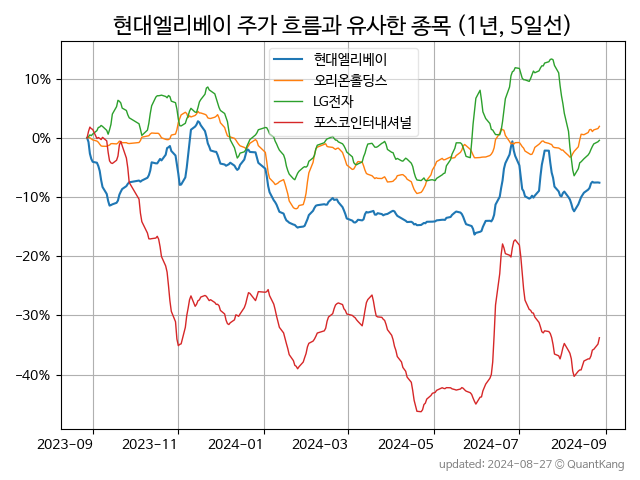 현대엘리베이 주가 흐름과 유사한 종목 (1년, 5일선)
현대엘리베이
오리온홀딩스
LG전자
포스코인터내셔널
10%
0%
−10%
−20%
−30%
−40%
2023-09 2023-11 2024-01 2024-03 2024-05 2024-07 2024-09
updated: 2024-08-27 © QuantKang